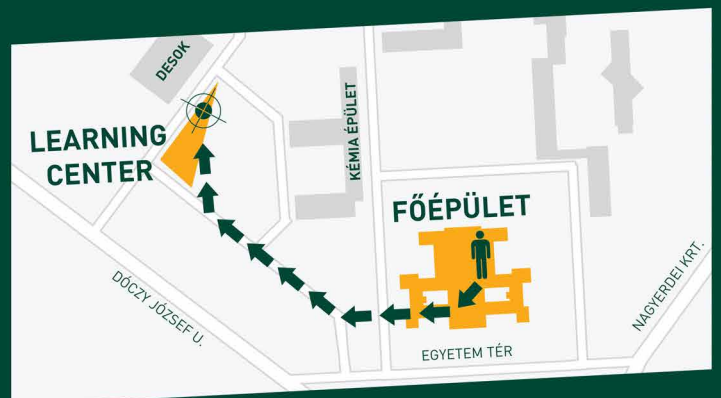 DESOK
LEARNING
CENTER
KÉMIA ÉPÜLET
FŐÉPÜLET
DÓCZY JÓZSEF U.
EGYETEM TÉR
NAGYERDEI KRT.